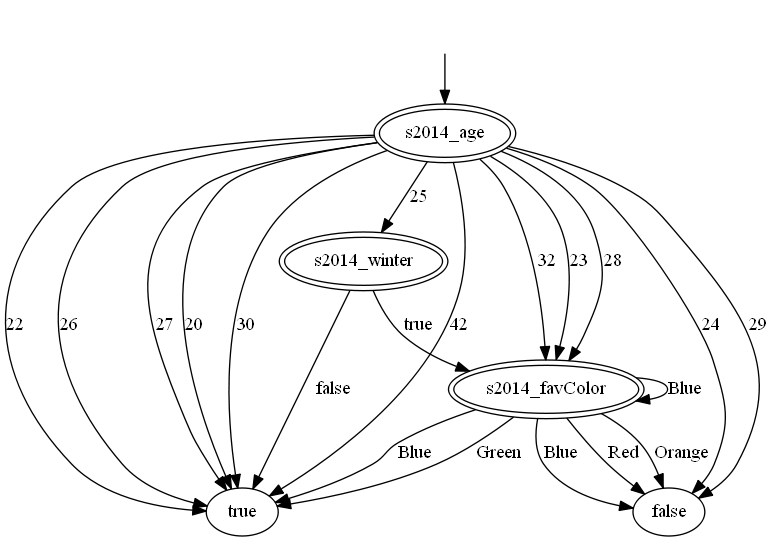 s2014_age
25
s2014_winter
32
23
28
22
26
27
20
30
42
24
29
true
false
s2014_favColor
Blue
Blue
Green
Blue
Red
Orange
true
false